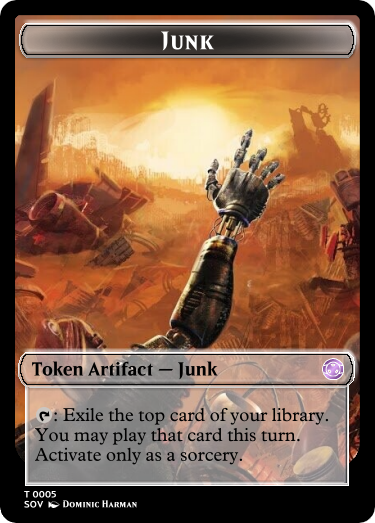 Junk
Token Artifact — Junk
: Exile the top card of your library.
You may play that card this turn.
Activate only as a sorcery.
T 0005
SOV Dominic Harman